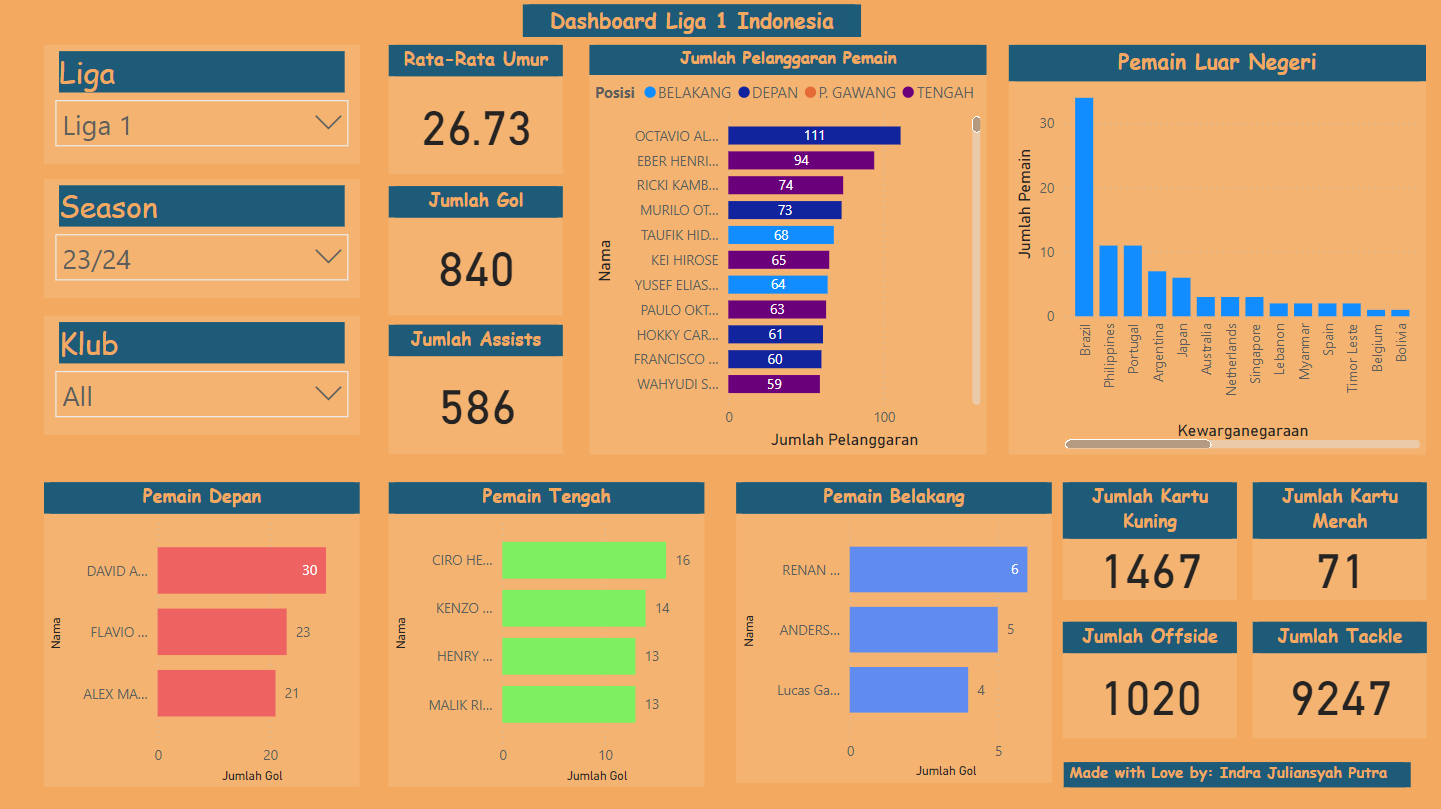 Dashboard Liga 1 Indonesia
Liga
Liga 1
Season
23/24
Klub
All
Rata-Rata Umur
26.73
Jumlah Gol
840
Jumlah Assists
586
Jumlah Pelanggaran Pemain
Posisi BELAKANG DEPAN P. GAWANG TENGAH
Nama
OCTAVIO AL... 111
EBER HENRI... 94
RICKI KAMB... 74
MURILO OT... 73
TAUFIK HID... 68
KEI HIROSE 65
YUSEF ELIAS... 64
PAULO OKT... 63
HOKKY CAR... 61
FRANCISCO ... 60
WAHYUDI S... 59
0 100
Jumlah Pelanggaran
Pemain Luar Negeri
Jumlah Pemain
30
20
10
0
Brazil
Philippines
Portugal
Argentina
Japan
Australia
Netherlands
Singapore
Lebanon
Myanmar
Spain
Timor Leste
Belgium
Bolivia
Kewarganegaraan
Pemain Depan
Nama
DAVID A... 30
FLAVIO ... 23
ALEX MA... 21
0 20
Jumlah Gol
Pemain Tengah
Nama
CIRO HE... 16
KENZO ... 14
HENRY ... 13
MALIK RI... 13
0 10
Jumlah Gol
Pemain Belakang
Nama
RENAN ... 6
ANDERS... 5
Lucas Ga... 4
0 5
Jumlah Gol
Jumlah Kartu
Kuning
1467
Jumlah Kartu
Merah
71
Jumlah Offside
1020
Jumlah Tackle
9247
Made with Love by: Indra Juliansyah Putra